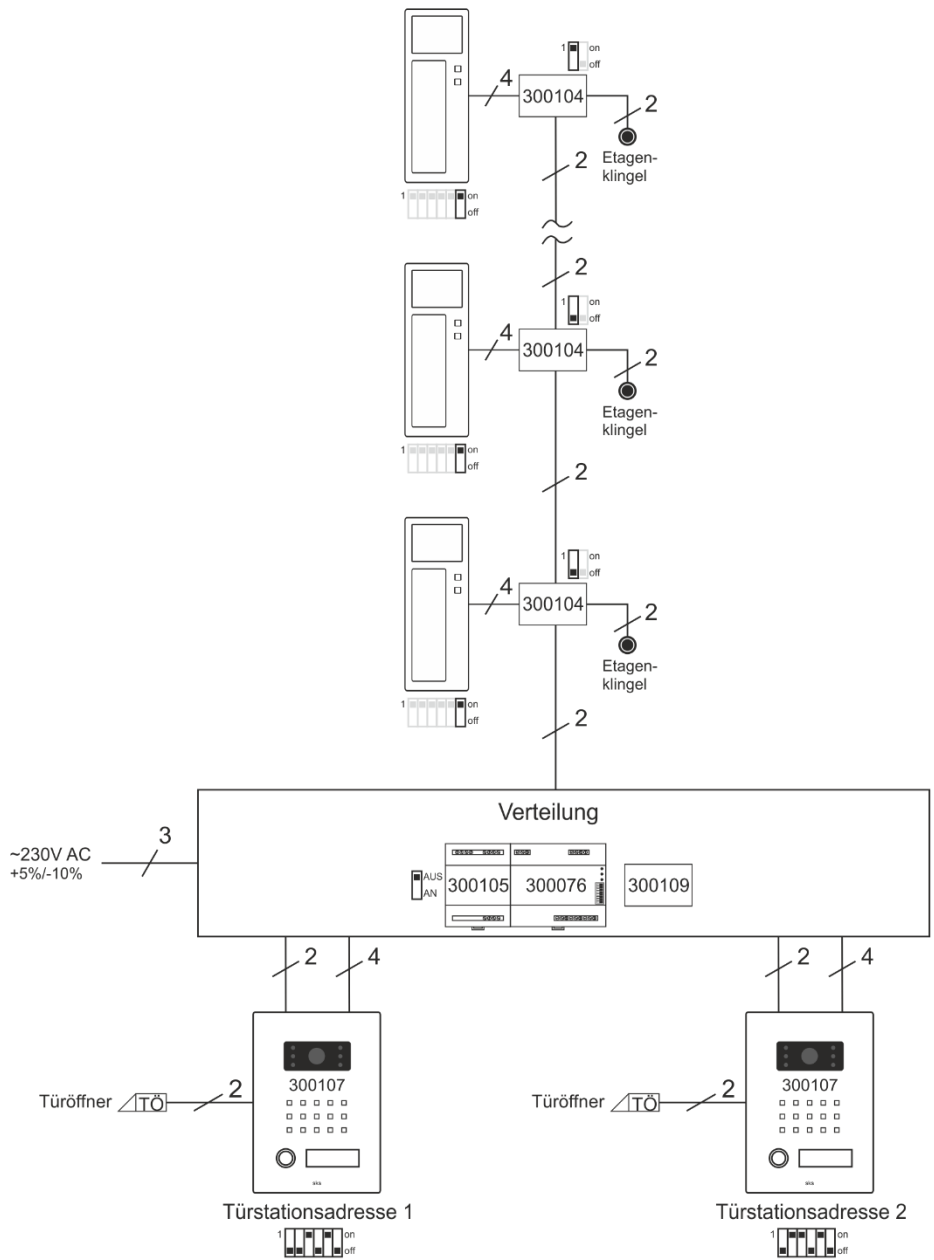 1 on
off
4
300104
2
Etagen-
klingel
2
1 on
off
2
1 on
off
4
300104
2
Etagen-
klingel
1 on
off
2
1 on
off
4
300104
2
Etagen-
klingel
1 on
off
2
Verteilung
~230V AC
+5%/-10%
3
AUS
AN
300105
300076
300109
2
4
2
4
300107
300107
Türöffner TÖ
2
Türöffner TÖ
2
sks
sks
Türstationsadresse 1
Türstationsadresse 2
1 on
off
1 on
off